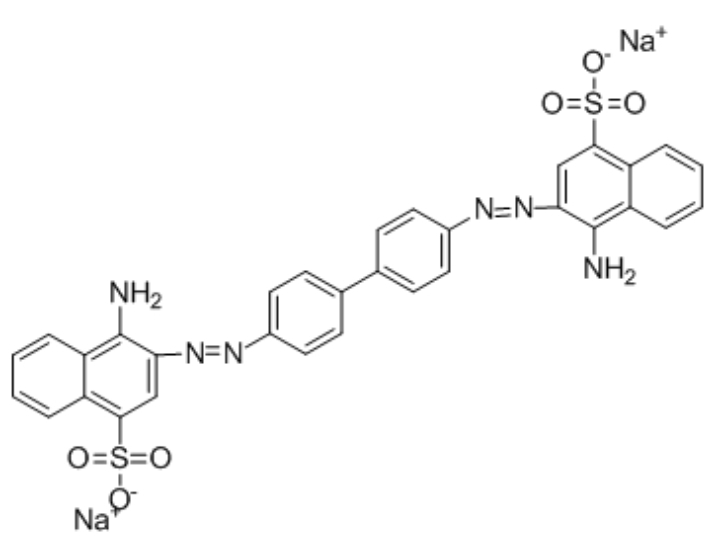 Na⁺
O⁻
O=S=O
N=N
NH₂
NH₂
N=N
O=S=O
O⁻
Na⁺